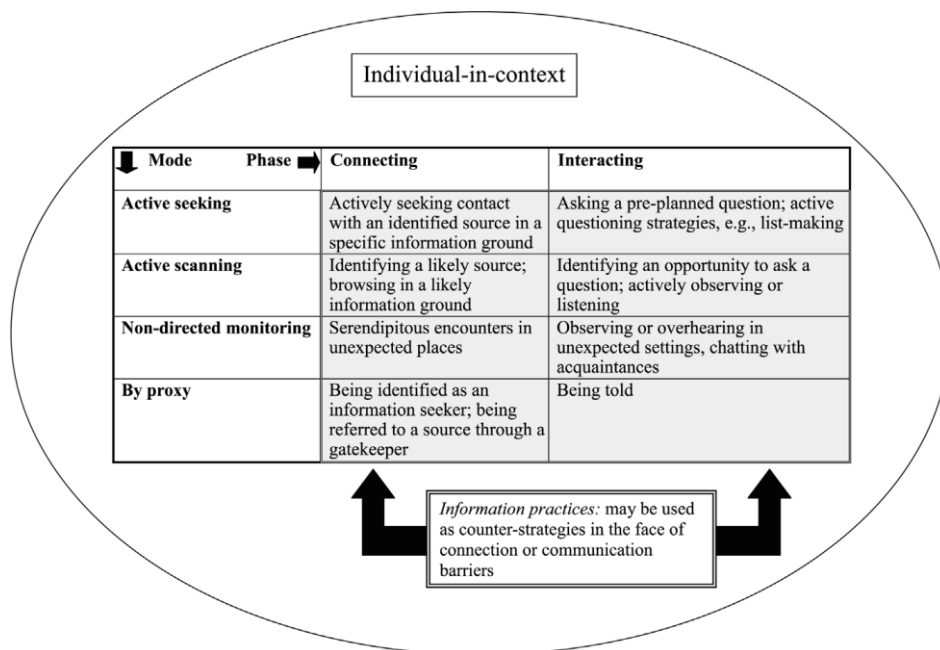 Individual-in-context
Mode Phase Connecting Interacting
Active seeking
Actively seeking contact
with an identified source in a
specific information ground
Asking a pre-planned question; active
questioning strategies, e.g., list-making
Active scanning
Identifying a likely source;
browsing in a likely
information ground
Identifying an opportunity to ask a
question; actively observing or
listening
Non-directed monitoring
Serendipitous encounters in
unexpected places
Observing or overhearing in
unexpected settings, chatting with
acquaintances
By proxy
Being identified as an
information seeker; being
referred to a source through a
gatekeeper
Being told
Information practices: may be used
as counter-strategies in the face of
connection or communication
barriers